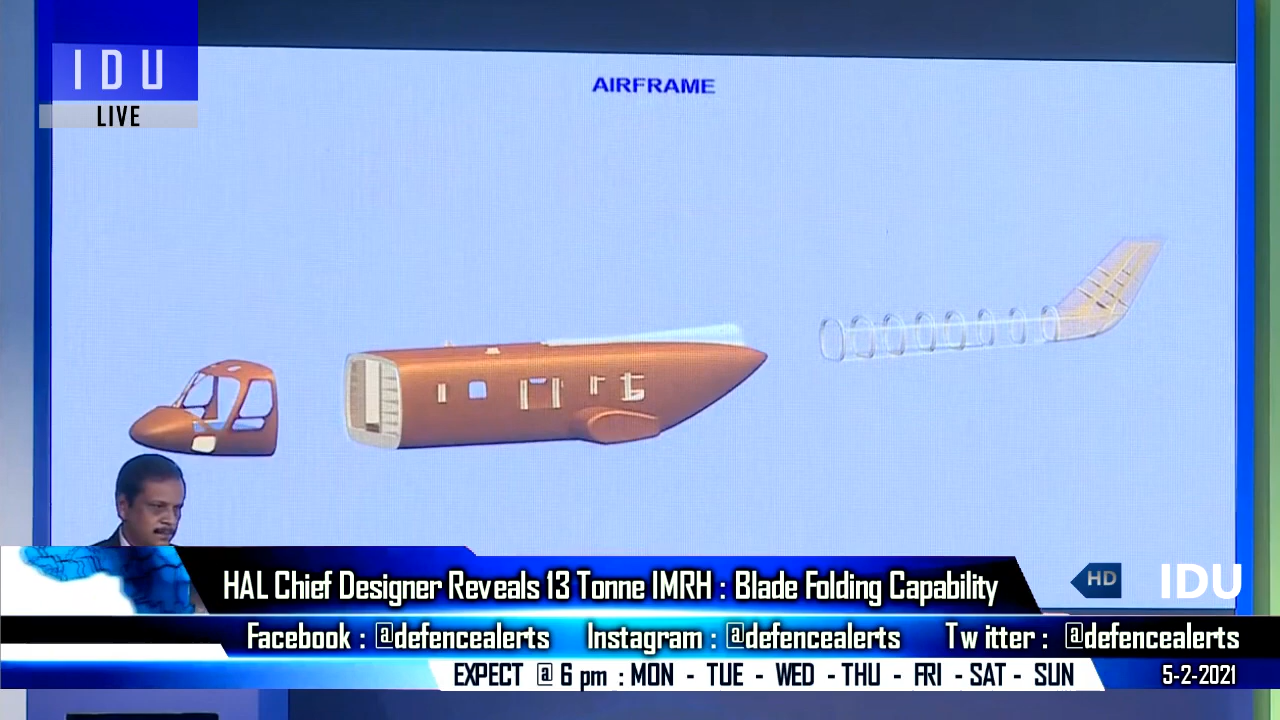 IDU
LIVE
AIRFRAME
HAL Chief Designer Reveals 13 Tonne IMRH : Blade Folding Capability
HD
IDU
Facebook : @defencealerts Instagram : @defencealerts Tw itter : @defencealerts
EXPECT @ 6 pm : MON - TUE - WED - THU - FRI - SAT - SUN
5-2-2021